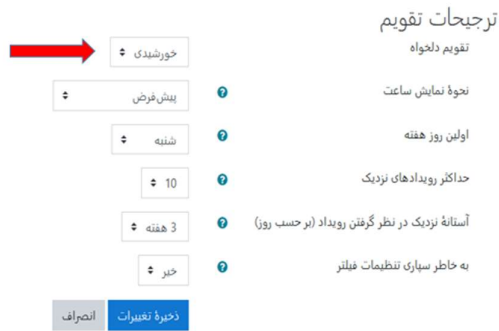 ترجیحات تقویم
تقویم دلخواه
خورشیدی
نحوهٔ نمایش ساعت
پیش‌فرض
اولین روز هفته
شنبه
حداکثر رویدادهای نزدیک
10
آستانهٔ نزدیک در نظر گرفتن رویداد (بر حسب روز)
3 هفته
به خاطر سپاری تنظیمات فیلتر
خیر
ذخیرهٔ تغییرات
انصراف